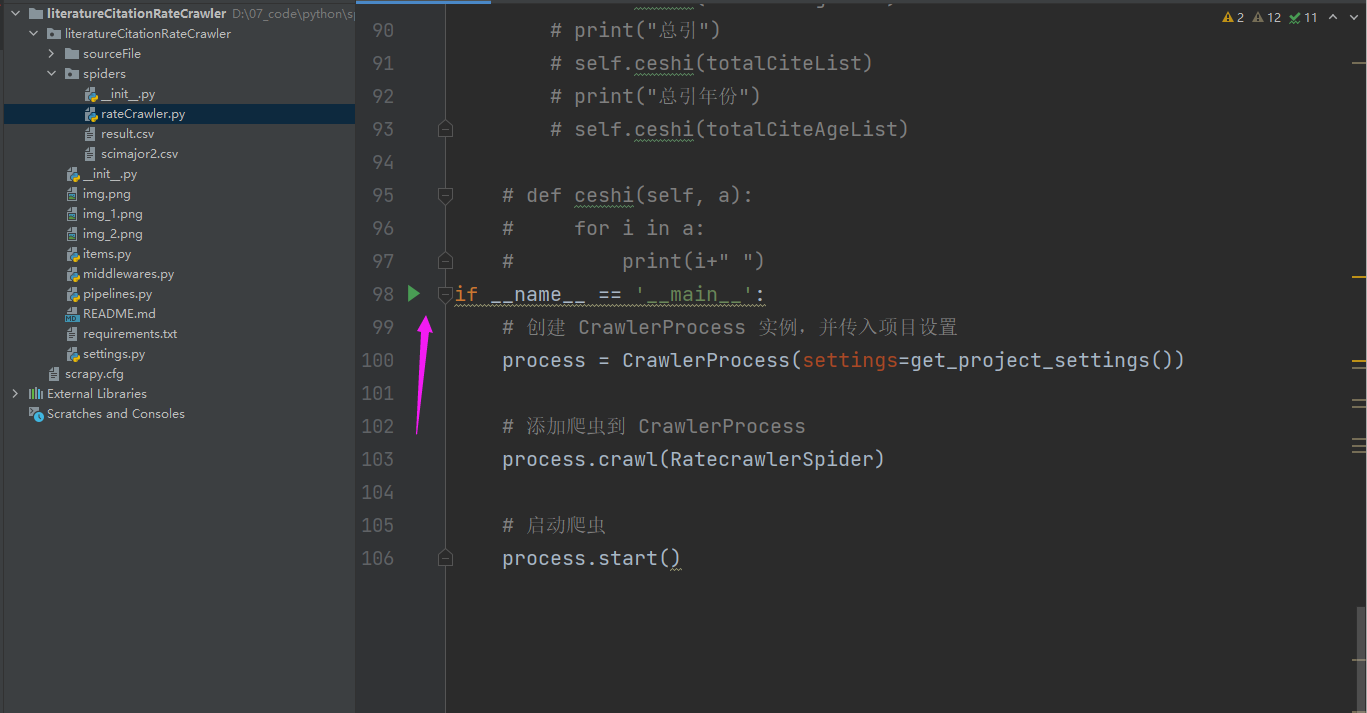 literatureCitationRateCrawler D:\07_code\python\sp
literatureCitationRateCrawler
sourceFile
spiders
__init__.py
rateCrawler.py
result.csv
scimajor2.csv
__init__.py
img.png
img_1.png
img_2.png
items.py
middlewares.py
pipelines.py
README.md
requirements.txt
settings.py
scrapy.cfg
External Libraries
Scratches and Consoles
2 12 11
90 # print("总引")
91 # self.ceshi(totalCiteList)
92 # print("总引年份")
93 # self.ceshi(totalCiteAgeList)
94
95 # def ceshi(self, a):
96 # for i in a:
97 # print(i+" ")
98 if __name__ == '__main__':
99 # 创建 CrawlerProcess 实例，并传入项目设置
100 process = CrawlerProcess(settings=get_project_settings())
101
102 # 添加爬虫到 CrawlerProcess
103 process.crawl(RatecrawlerSpider)
104
105 # 启动爬虫
106 process.start()